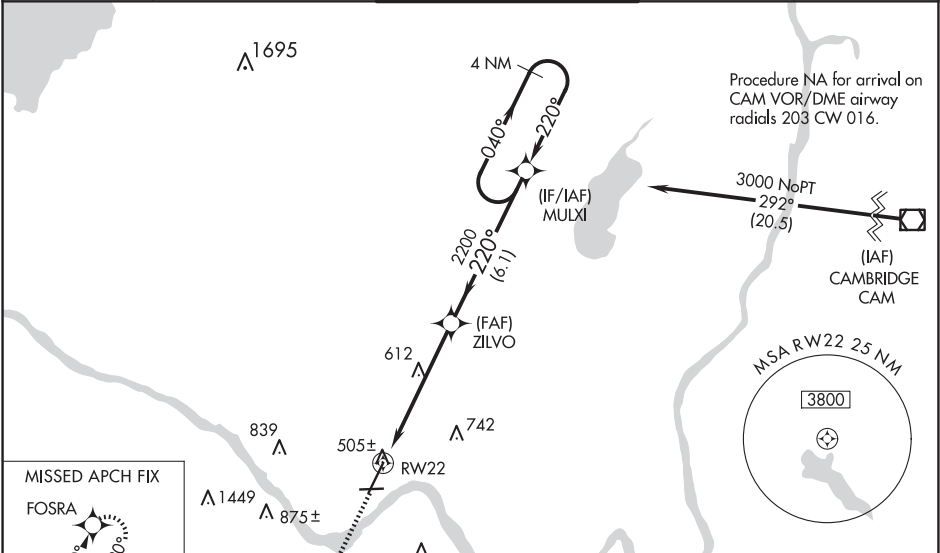 1695
4 NM
040°
220°
Procedure NA for arrival on
CAM VOR/DME airway
radials 203 CW 016.
(IF/IAF)
MULXI
3000 NoPT
292°
(20.5)
(IAF)
CAMBRIDGE
CAM
2200
220°
(6.1)
(FAF)
ZILVO
612
MSA RW22 25 NM
3800
839
742
505±
RW22
1449
875±
MISSED APCH FIX
FOSRA